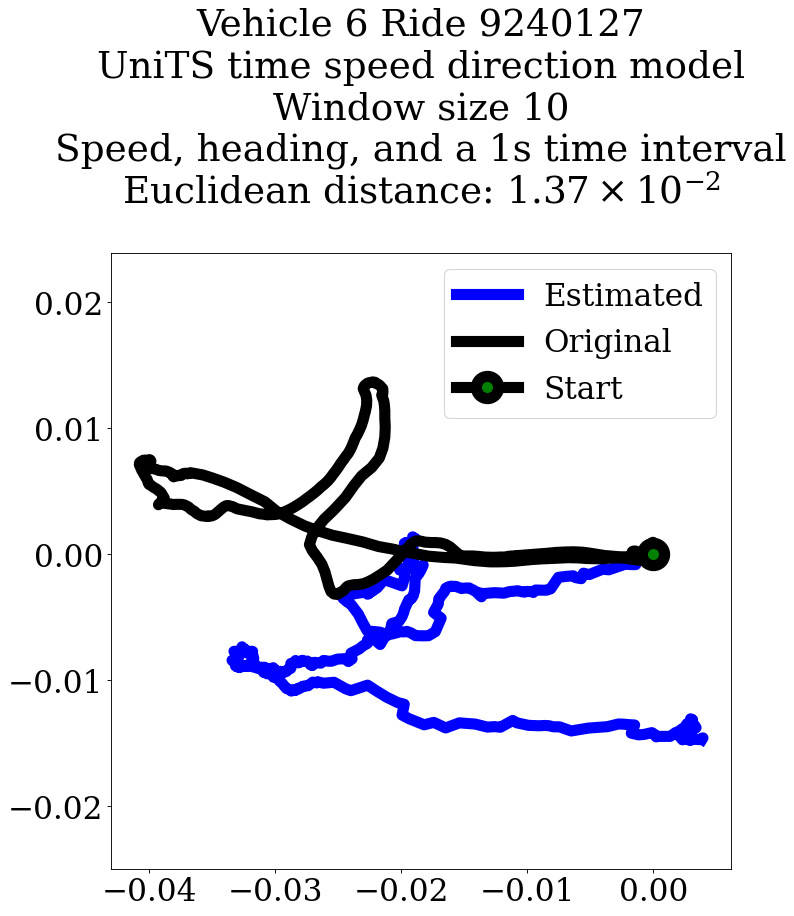 Vehicle 6 Ride 9240127
UniTS time speed direction model
Window size 10
Speed, heading, and a 1s time interval
Euclidean distance: 1.37 × 10⁻²
Estimated
Original
Start
0.02
0.01
0.00
−0.01
−0.02
−0.04
−0.03
−0.02
−0.01
0.00